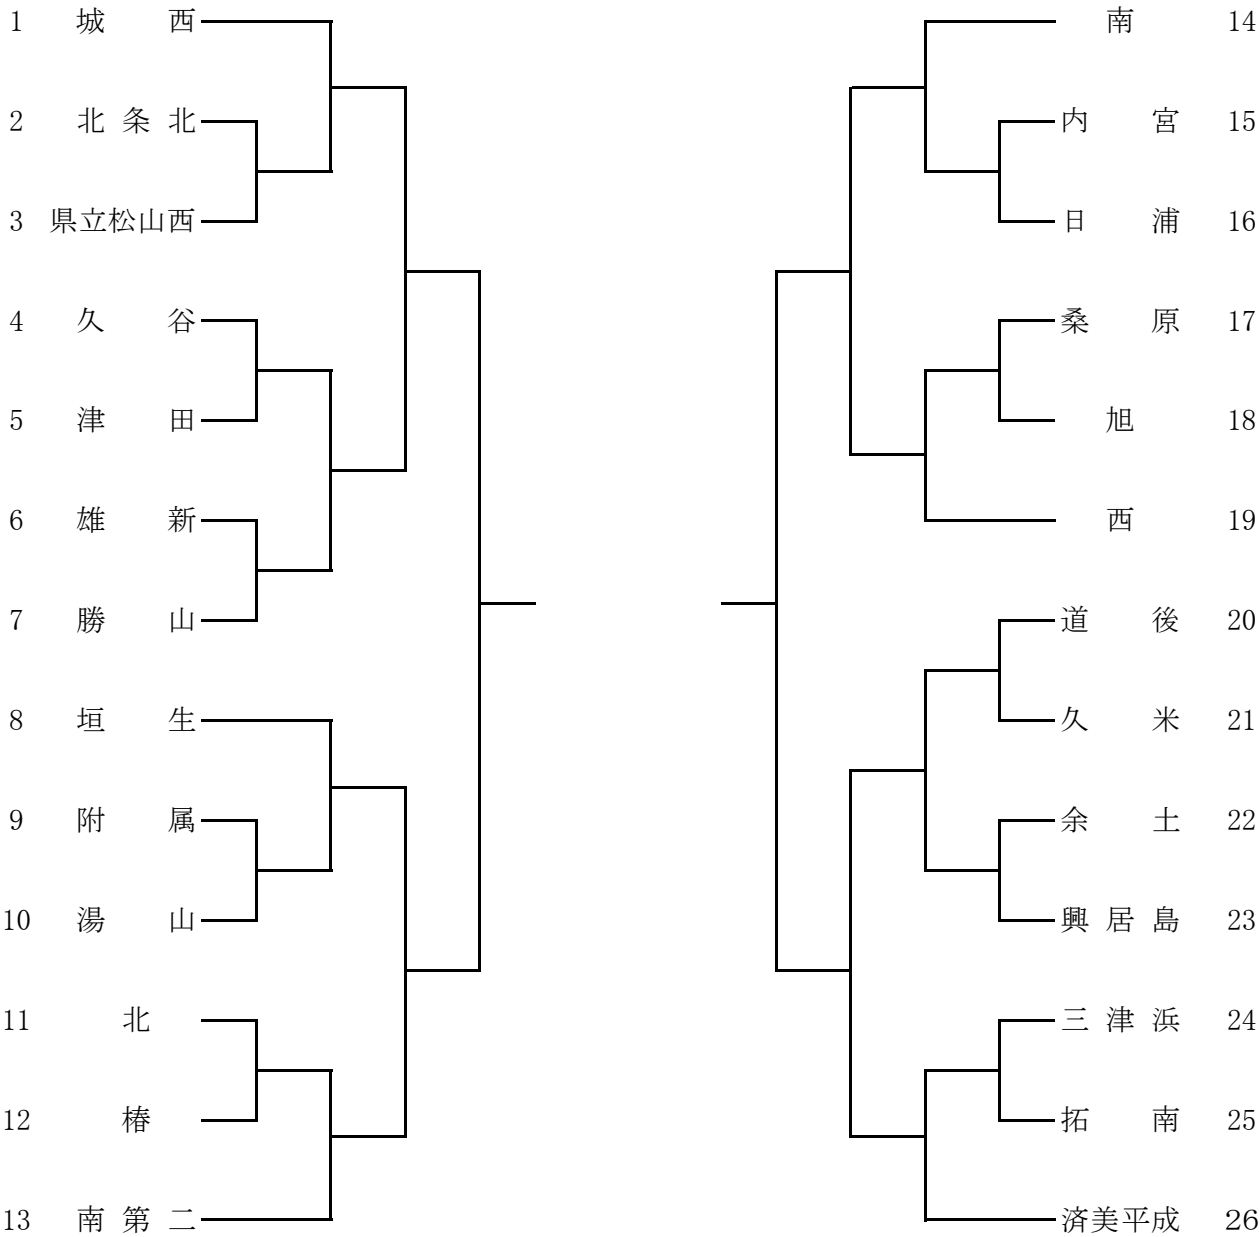 1 城西
2 北条北
3 県立松山西
4 久谷
5 津田
6 雄新
7 勝山
8 垣生
9 附属
10 湯山
11 北
12 椿
13 南第二
南 14
内宮 15
日浦 16
桑原 17
旭 18
西 19
道後 20
久米 21
余土 22
興居島 23
三津浜 24
拓南 25
済美平成 26